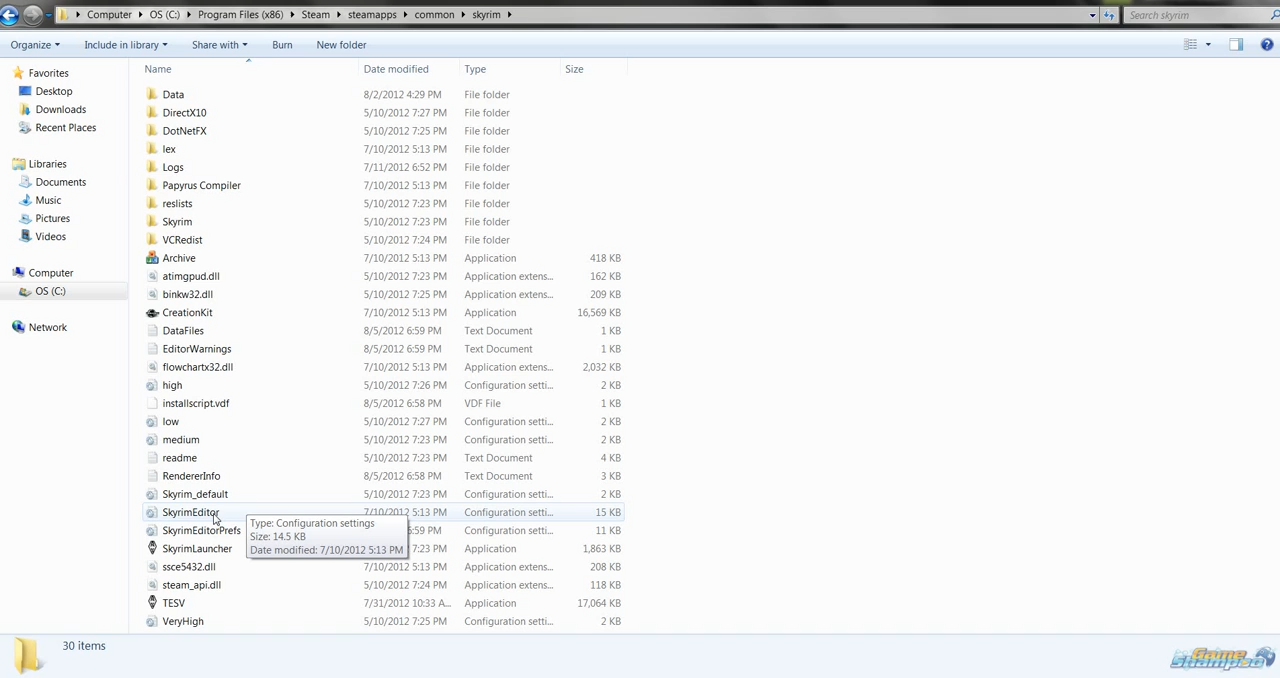 Computer ▸ OS (C:) ▸ Program Files (x86) ▸ Steam ▸ steamapps ▸ common ▸ skyrim ▸ Search skyrim
Organize Include in library Share with Burn New folder
Name Date modified Type Size
Favorites
Desktop
Downloads
Recent Places
Libraries
Documents
Music
Pictures
Videos
Computer
OS (C:)
Network
Data 8/2/2012 4:29 PM File folder
DirectX10 5/10/2012 7:27 PM File folder
DotNetFX 5/10/2012 7:25 PM File folder
lex 7/10/2012 5:13 PM File folder
Logs 7/11/2012 6:52 PM File folder
Papyrus Compiler 7/10/2012 5:13 PM File folder
reslists 5/10/2012 7:23 PM File folder
Skyrim 5/10/2012 7:23 PM File folder
VCRedist 5/10/2012 7:24 PM File folder
Archive 7/10/2012 5:13 PM Application 418 KB
atimgpud.dll 5/10/2012 7:23 PM Application extens... 162 KB
binkw32.dll 5/10/2012 7:25 PM Application extens... 209 KB
CreationKit 7/10/2012 5:13 PM Application 16,569 KB
DataFiles 8/5/2012 6:59 PM Text Document 1 KB
EditorWarnings 8/5/2012 6:59 PM Text Document 1 KB
flowchartx32.dll 7/10/2012 5:13 PM Application extens... 2,032 KB
high 5/10/2012 7:26 PM Configuration setti... 2 KB
installscript.vdf 8/5/2012 6:58 PM VDF File 1 KB
low 5/10/2012 7:27 PM Configuration setti... 2 KB
medium 5/10/2012 7:23 PM Configuration setti... 2 KB
readme 5/10/2012 7:23 PM Text Document 4 KB
RendererInfo 8/5/2012 6:58 PM Text Document 3 KB
Skyrim_default 5/10/2012 7:23 PM Configuration setti... 2 KB
SkyrimEditor 7/10/2012 5:13 PM Configuration setti... 15 KB
SkyrimEditorPrefs 6:59 PM Configuration setti... 11 KB
SkyrimLauncher 7:23 PM Application 1,863 KB
ssce5432.dll 7/10/2012 5:13 PM Application extens... 208 KB
steam_api.dll 5/10/2012 7:24 PM Application extens... 118 KB
TESV 7/31/2012 10:33 A... Application 17,064 KB
VeryHigh 5/10/2012 7:25 PM Configuration setti... 2 KB
Type: Configuration settings
Size: 14.5 KB
Date modified: 7/10/2012 5:13 PM
30 items
Game
Shampoo